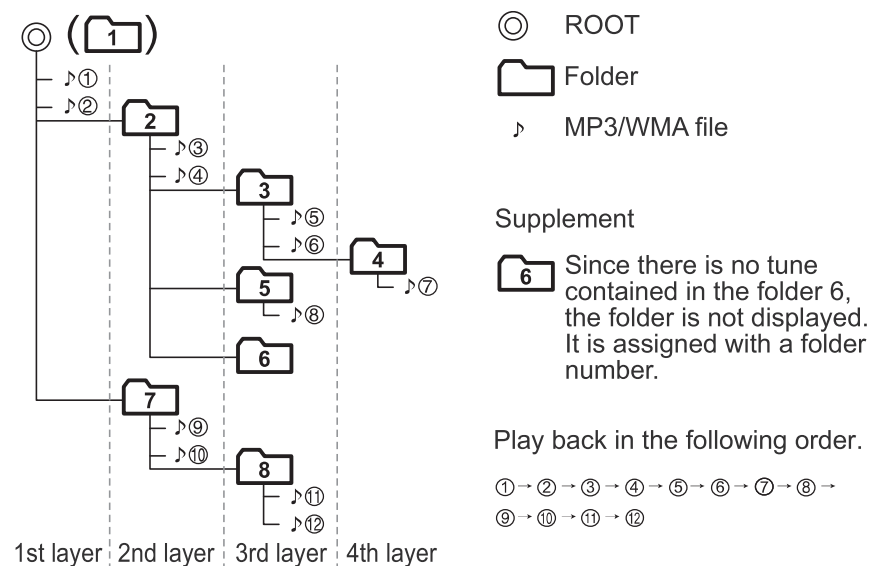 (1)
♪①
♪②
2
♪③
♪④
3
♪⑤
♪⑥
4
♪⑦
5
♪⑧
6
7
♪⑨
♪⑩
8
♪⑪
♪⑫
1st layer 2nd layer 3rd layer 4th layer
ROOT
Folder
♪ MP3/WMA file
Supplement
6
Since there is no tune
contained in the folder 6,
the folder is not displayed.
It is assigned with a folder
number.
Play back in the following order.
①→②→③→④→⑤→⑥→⑦→⑧→
⑨→⑩→⑪→⑫